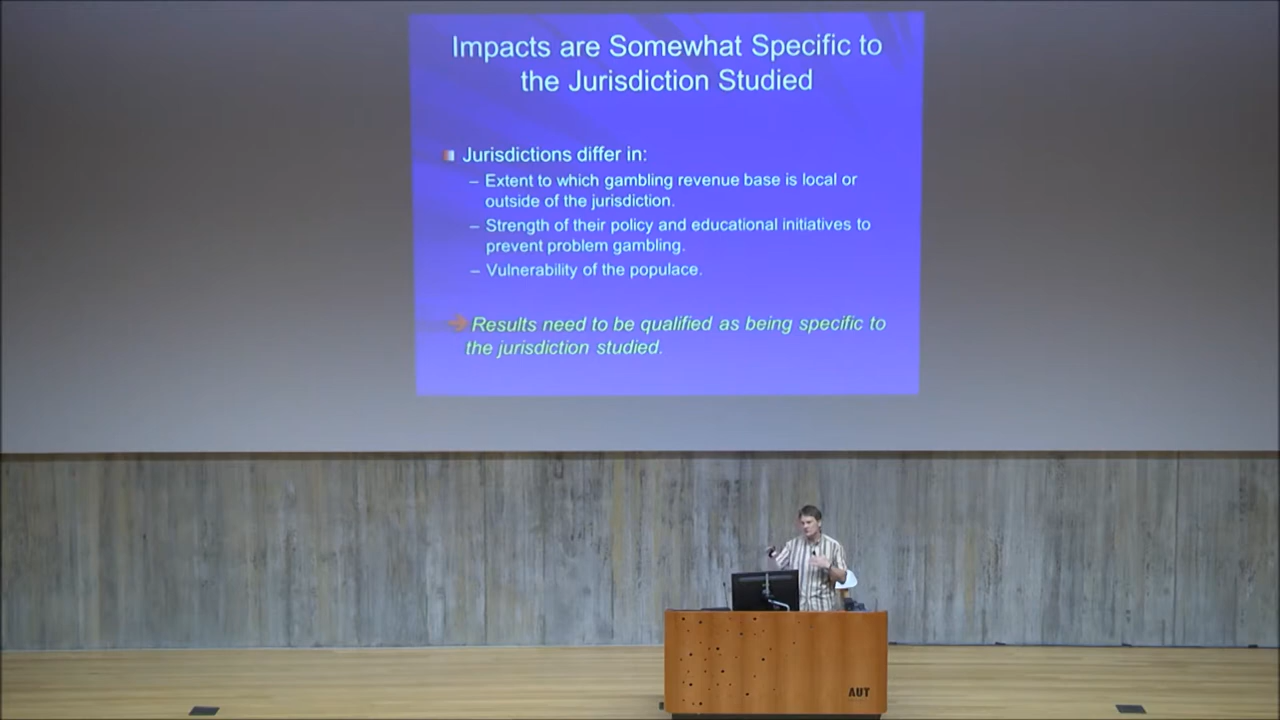 Impacts are Somewhat Specific to
the Jurisdiction Studied
Jurisdictions differ in:
– Extent to which gambling revenue base is local or
outside of the jurisdiction.
– Strength of their policy and educational initiatives to
prevent problem gambling.
– Vulnerability of the populace.
Results need to be qualified as being specific to
the jurisdiction studied.
AUT